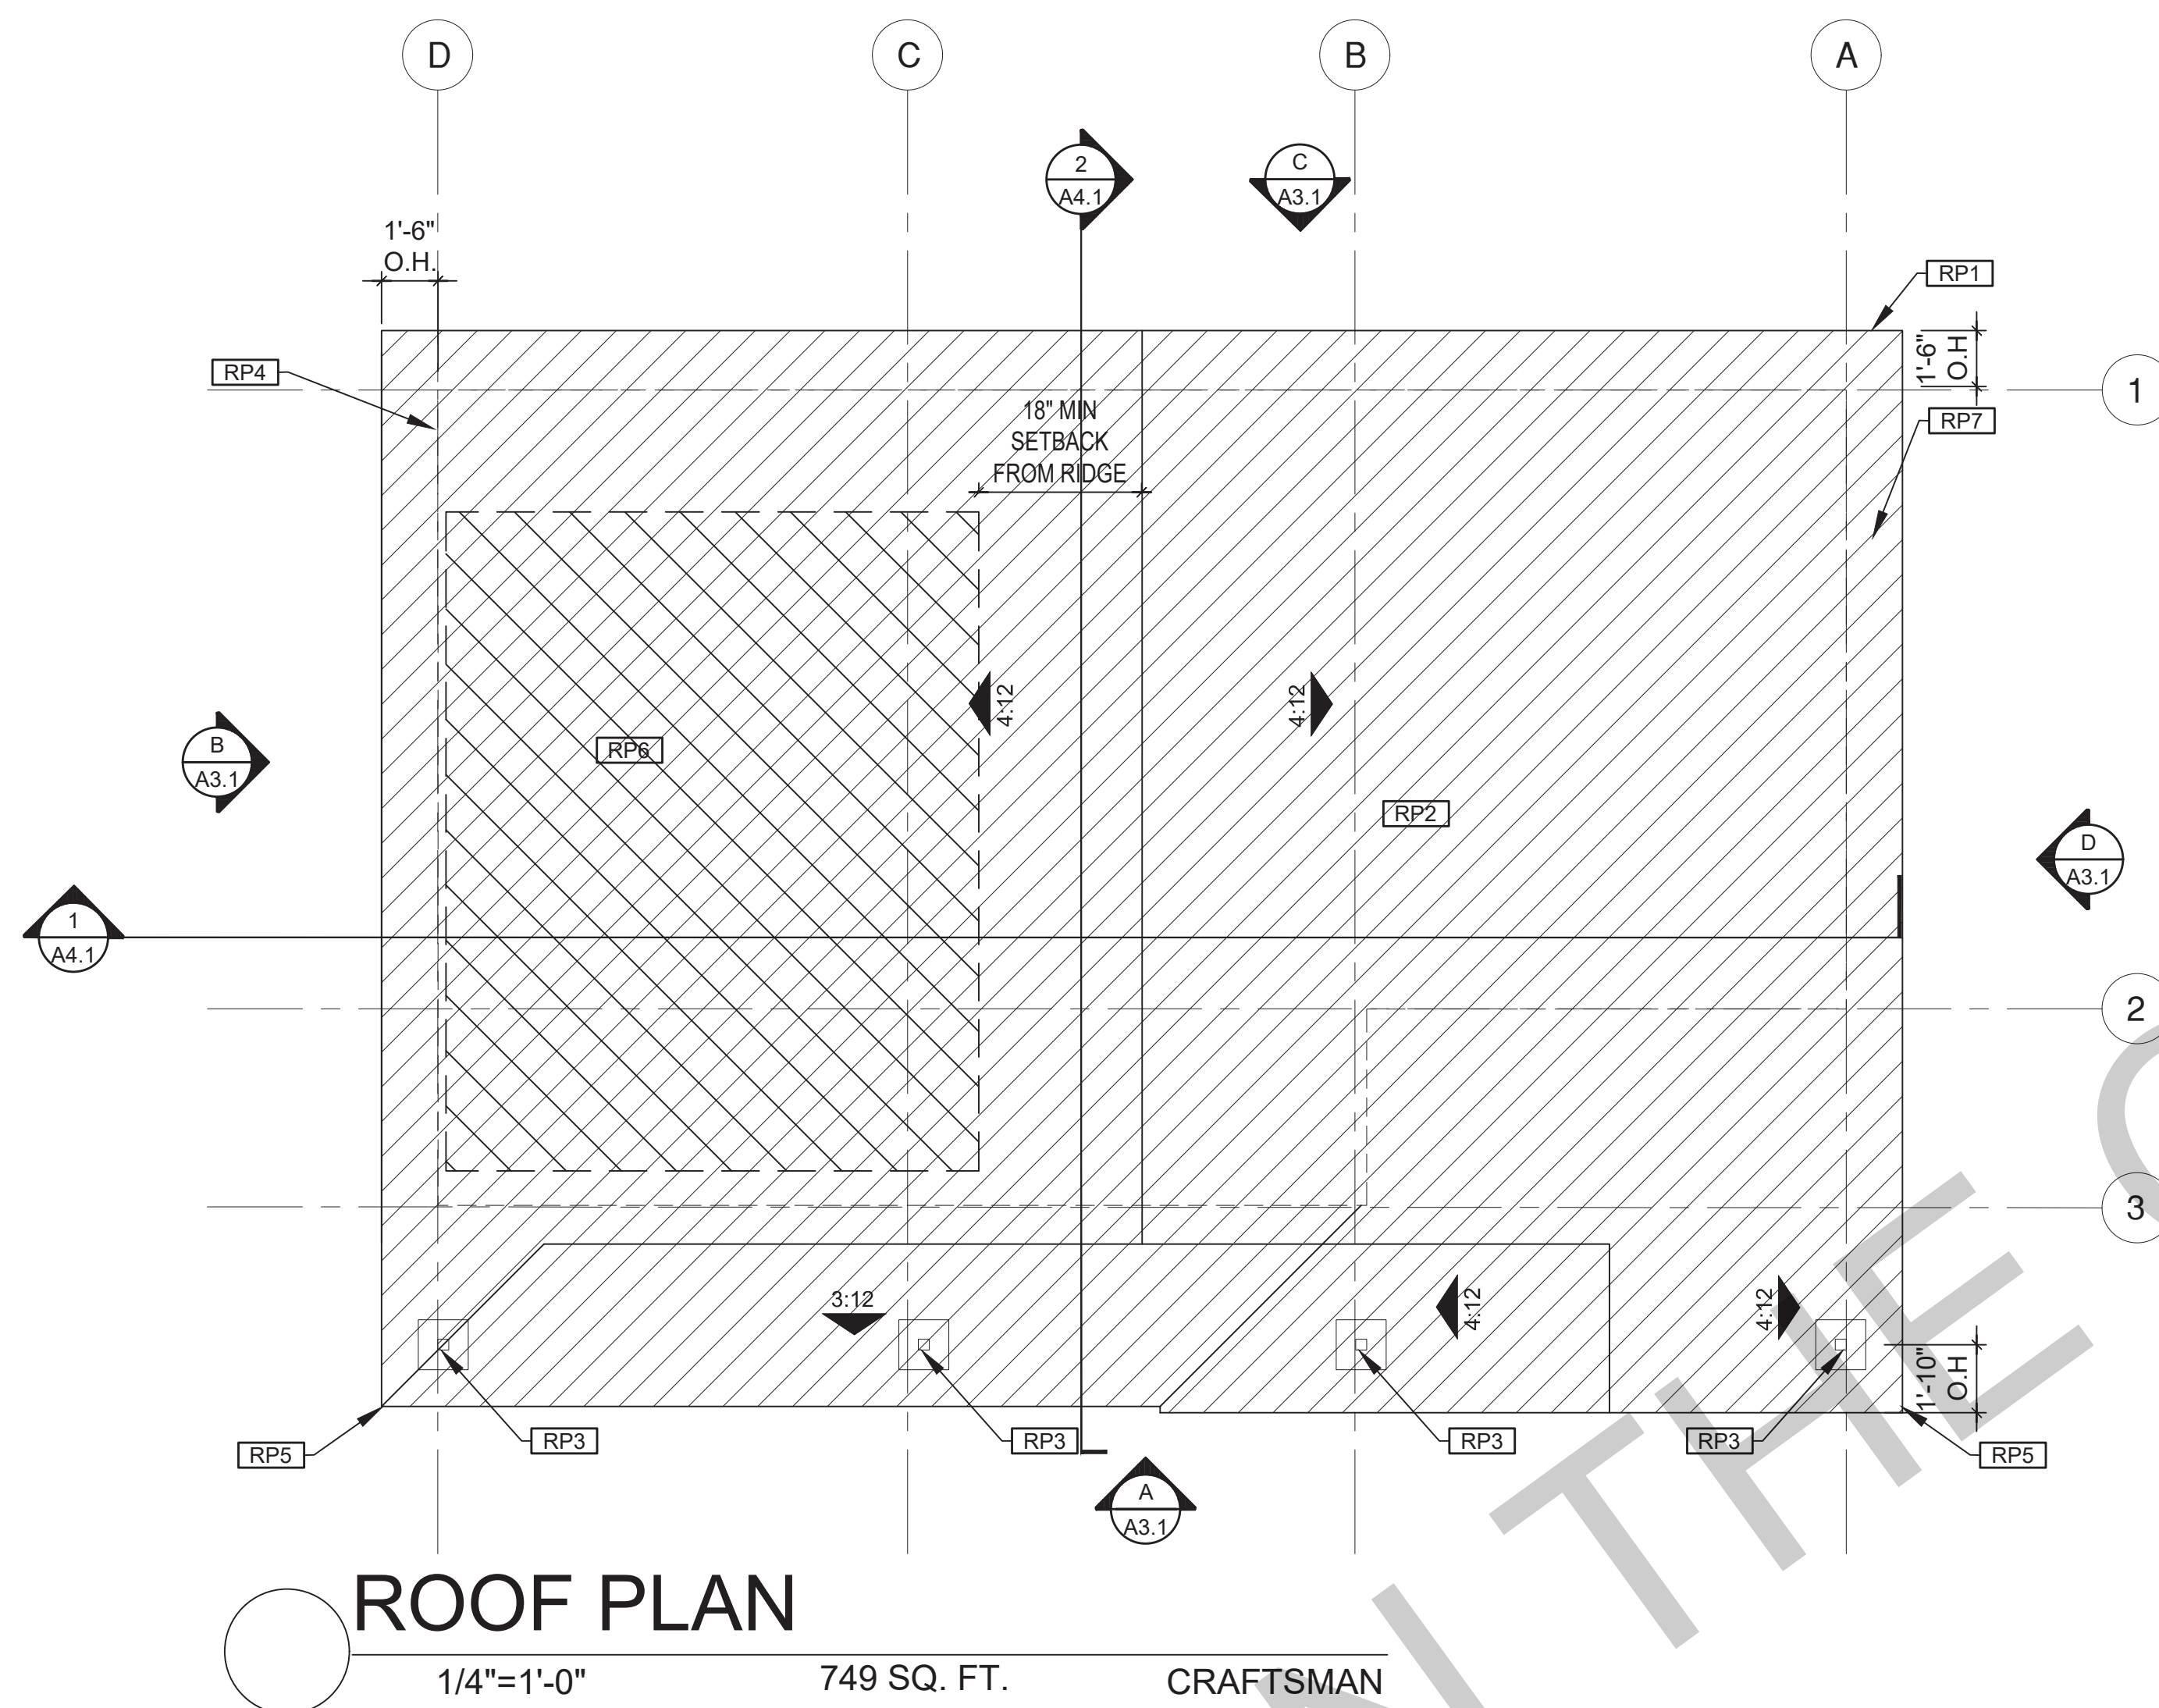 D
C
B
A
2
A4.1
C
A3.1
1'-6"
O.H.
RP1
1'-6"
O.H
RP4
1
18" MIN
SETBACK
FROM RIDGE
RP7
4:12
4:12
B
A3.1
RP6
RP2
D
A3.1
1
A4.1
2
3
3:12
4:12
4:12
1'-10"
O.H
RP5
RP3
RP3
RP3
RP3
RP5
A
A3.1
ROOF PLAN
1/4"=1'-0"
749 SQ. FT.
CRAFTSMAN
THE